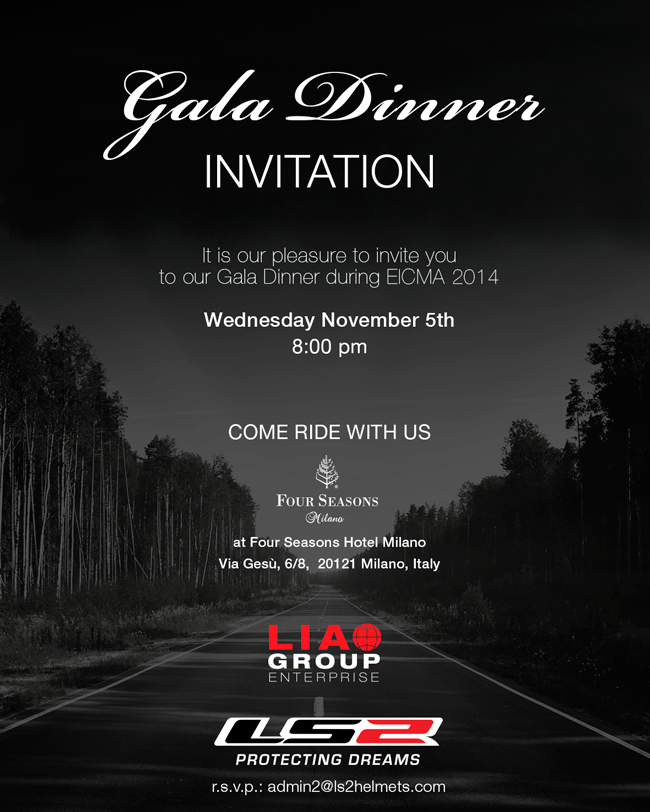 Gala Dinner
INVITATION
It is our pleasure to invite you
to our Gala Dinner during EICMA 2014
Wednesday November 5th
8:00 pm
COME RIDE WITH US
FOUR SEASONS
Milano
at Four Seasons Hotel Milano
Via Gesù, 6/8, 20121 Milano, Italy
LIAO
GROUP
ENTERPRISE
LS2
PROTECTING DREAMS
r.s.v.p.: admin2@ls2helmets.com